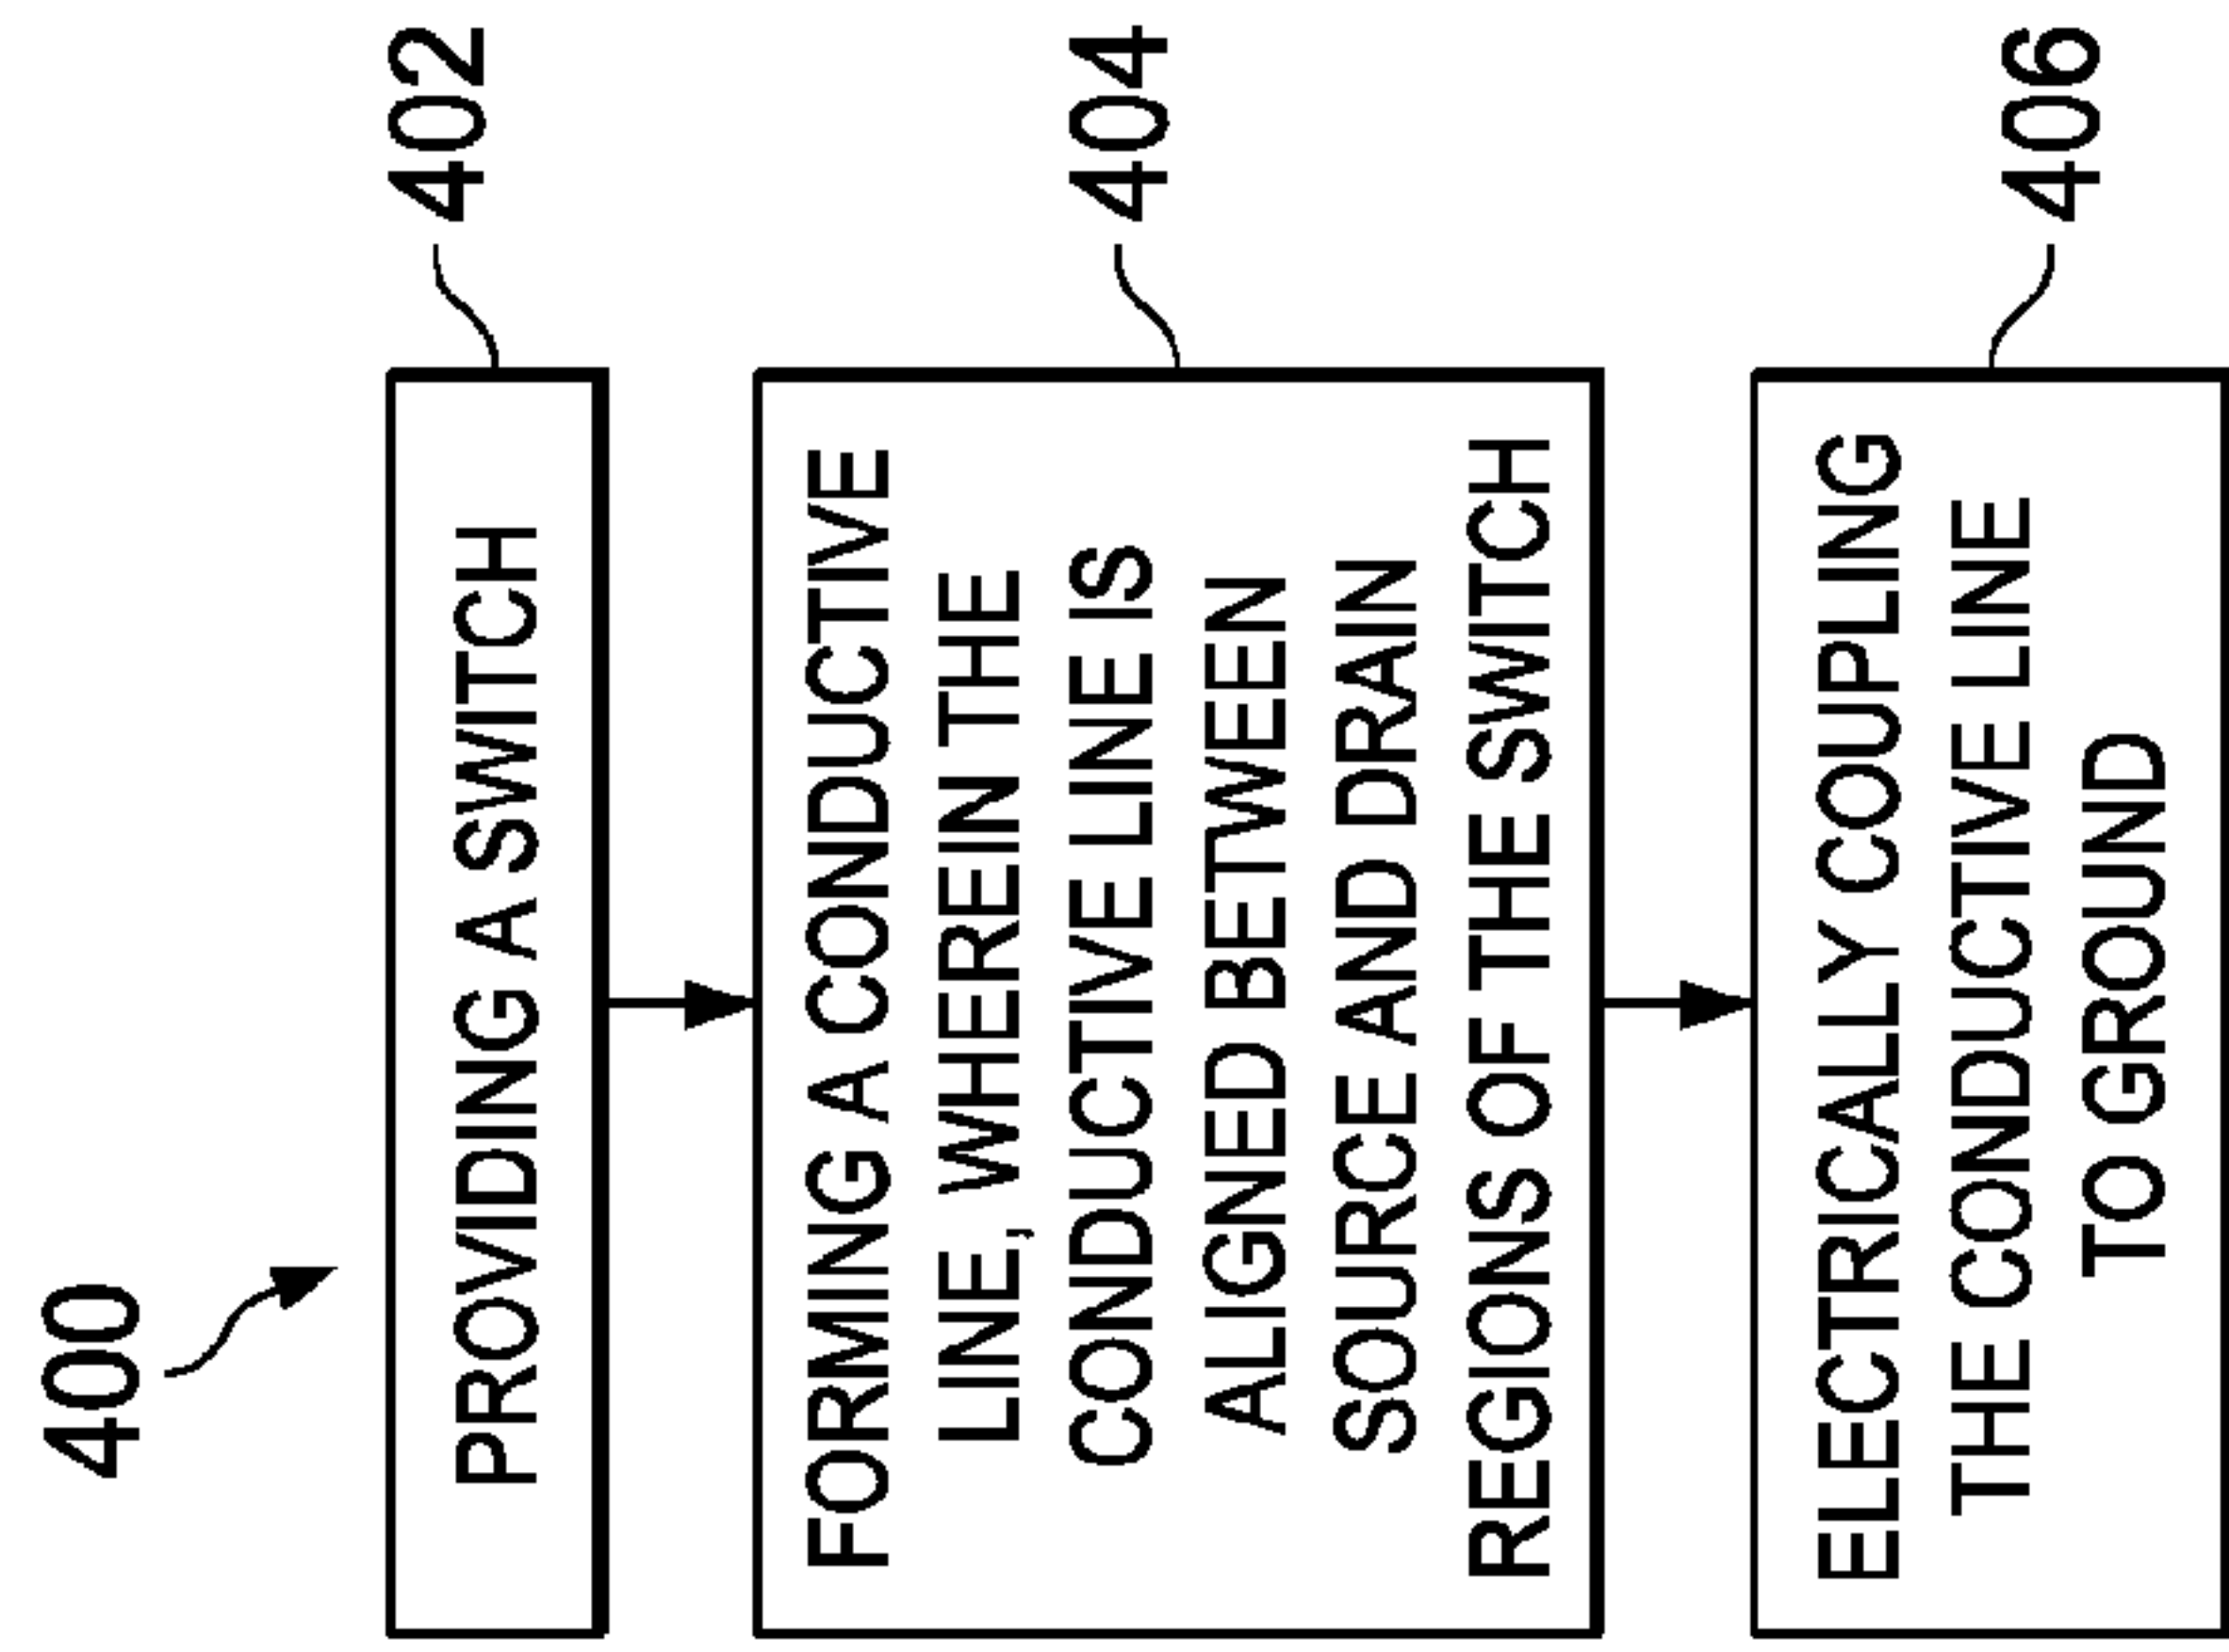 400
402
PROVIDING A SWITCH
404
FORMING A CONDUCTIVE
LINE, WHEREIN THE
CONDUCTIVE LINE IS
ALIGNED BETWEEN
SOURCE AND DRAIN
REGIONS OF THE SWITCH
406
ELECTRICALLY COUPLING
THE CONDUCTIVE LINE
TO GROUND